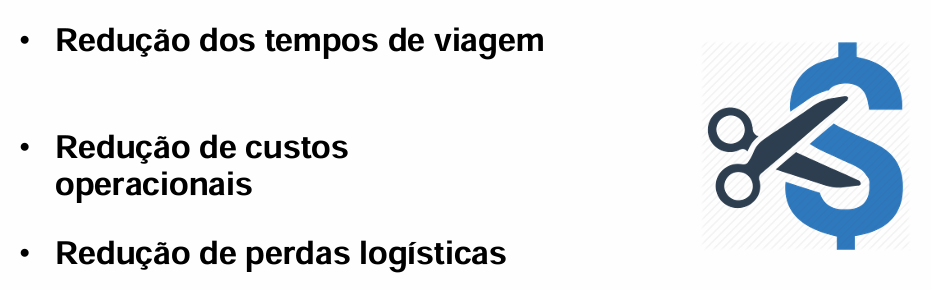 • Redução dos tempos de viagem
• Redução de custos
operacionais
• Redução de perdas logísticas